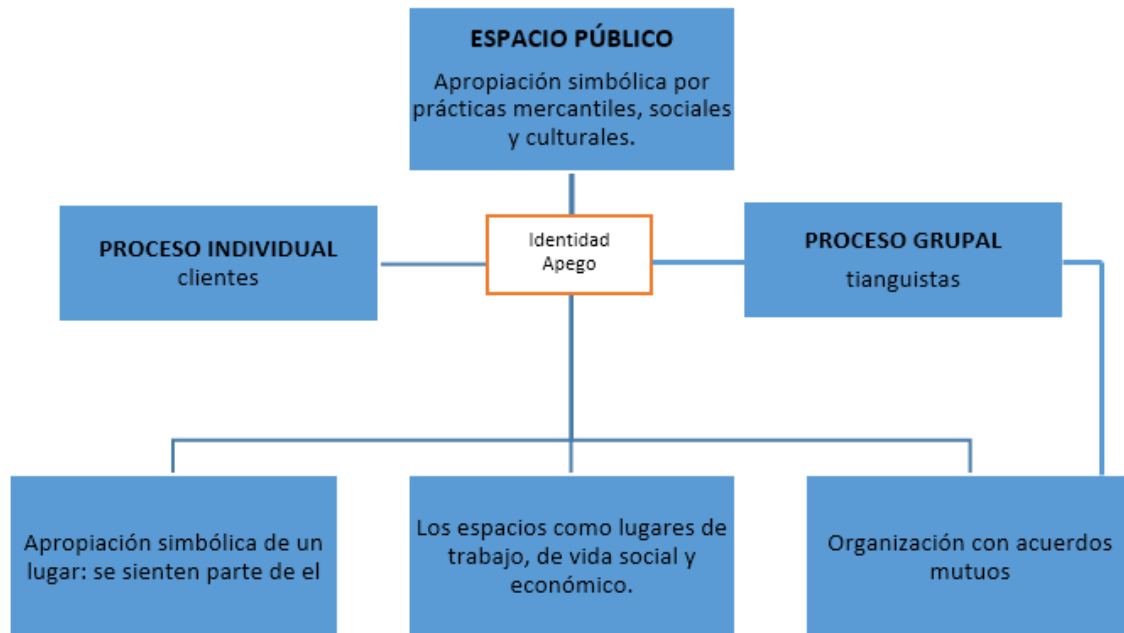 ESPACIO PÚBLICO
Apropiación simbólica por
prácticas mercantiles, sociales
y culturales.
PROCESO INDIVIDUAL
clientes
Identidad
Apego
PROCESO GRUPAL
tianguistas
Apropiación simbólica de un
lugar: se sienten parte de el
Los espacios como lugares de
trabajo, de vida social y
económico.
Organización con acuerdos
mutuos